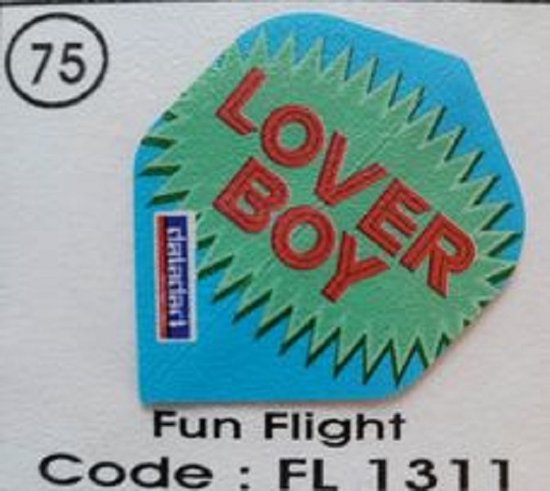 75
LOVER
BOY
datadart
Fun Flight
Code : FL 1311